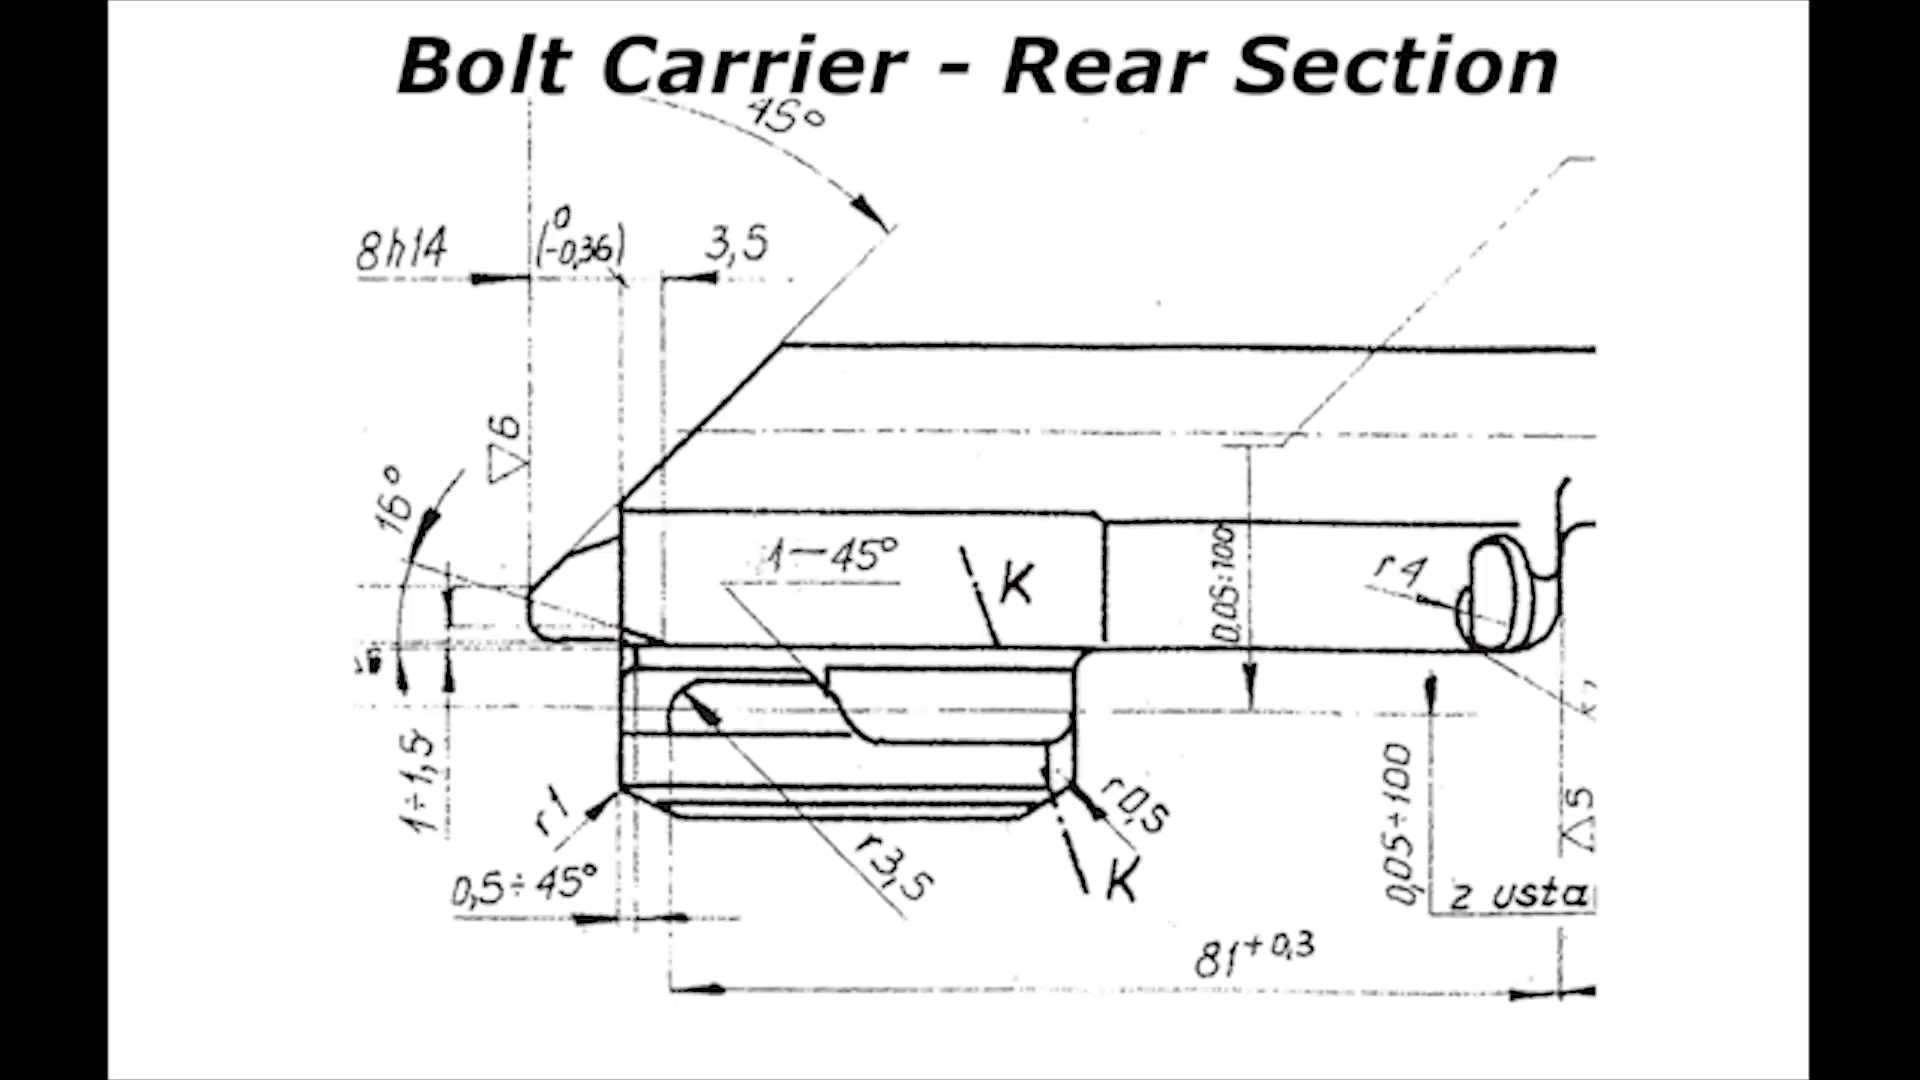 Bolt Carrier - Rear Section
45°
8h14
(0 -0,36)
3,5
▽6
16°
1-45°
K
0,05:100
r4
1÷1,5
r1
r0,5
r3,5
0,5÷45°
K
0,05÷100
▽5
2 usta
81+0,3